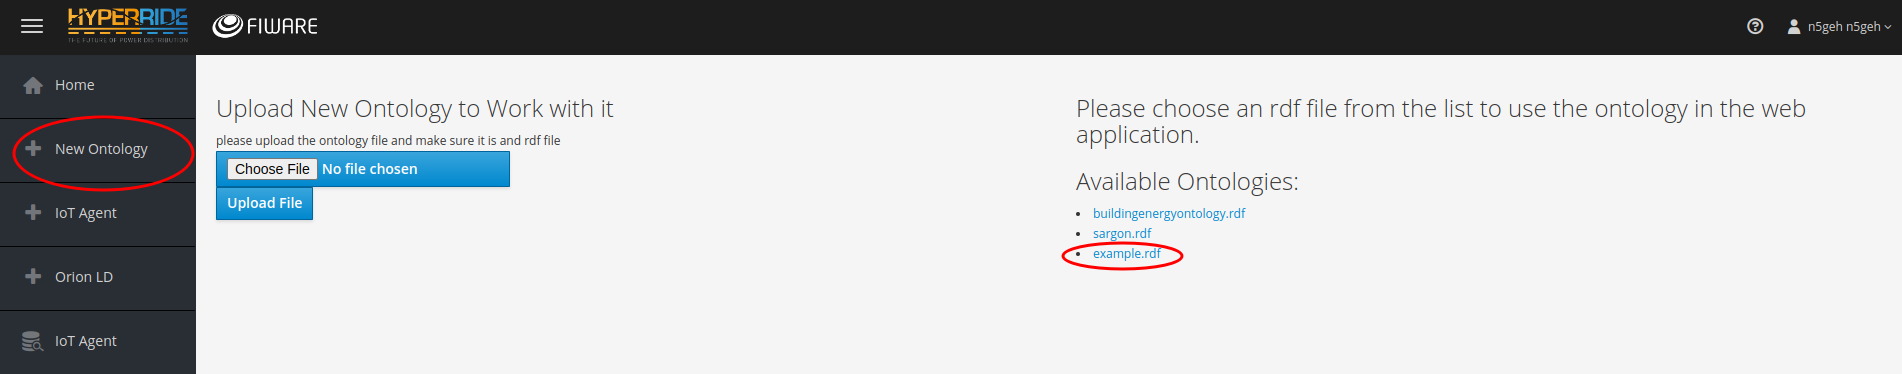 HYPERRIDE
THE FUTURE OF POWER DISTRIBUTION
FIWARE
n5geh n5geh
Home
New Ontology
IoT Agent
Orion LD
IoT Agent
Upload New Ontology to Work with it
please upload the ontology file and make sure it is and rdf file
Choose File No file chosen
Upload File
Please choose an rdf file from the list to use the ontology in the web
application.
Available Ontologies:
buildingenergyontology.rdf
sargon.rdf
example.rdf